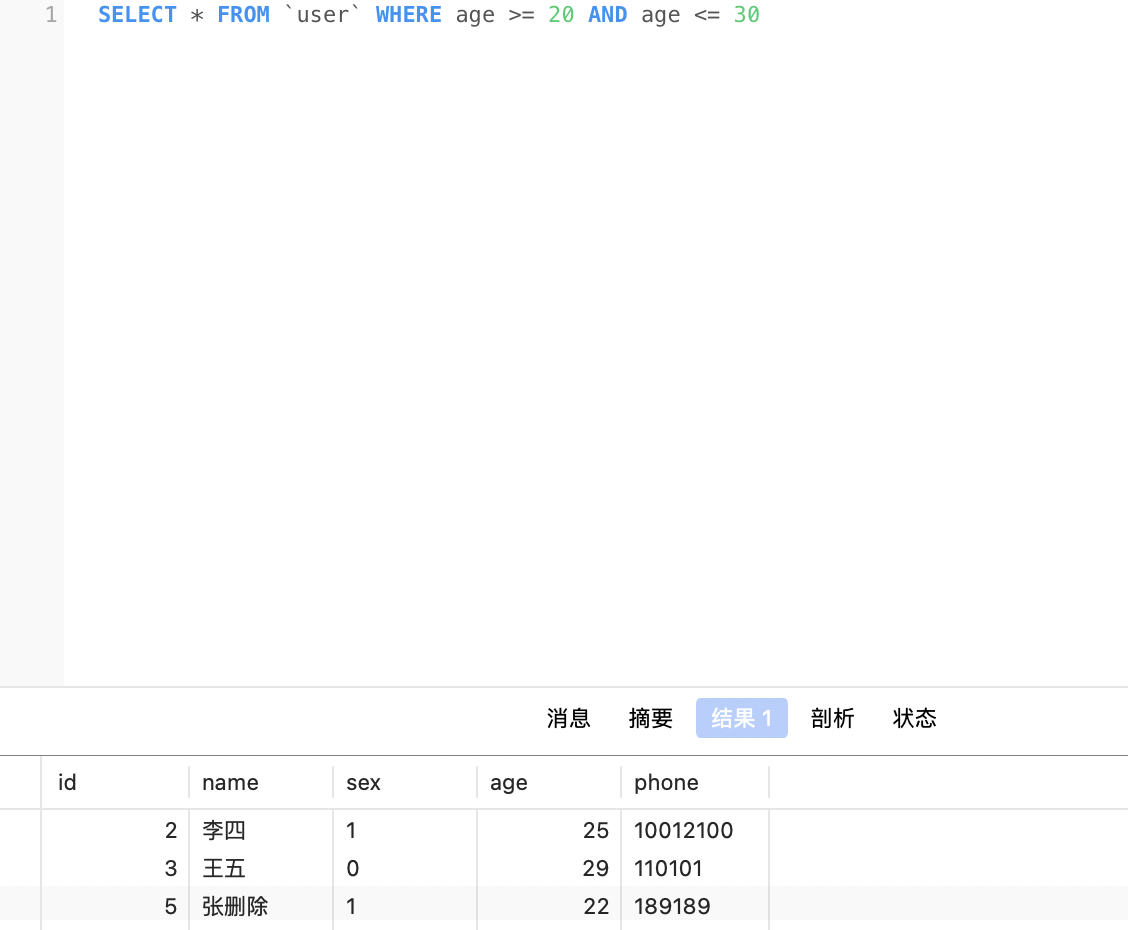 1 SELECT * FROM `user` WHERE age >= 20 AND age <= 30
消息 摘要 结果 1 剖析 状态
id name sex age phone
2 李四 1 25 10012100
3 王五 0 29 110101
5 张删除 1 22 189189